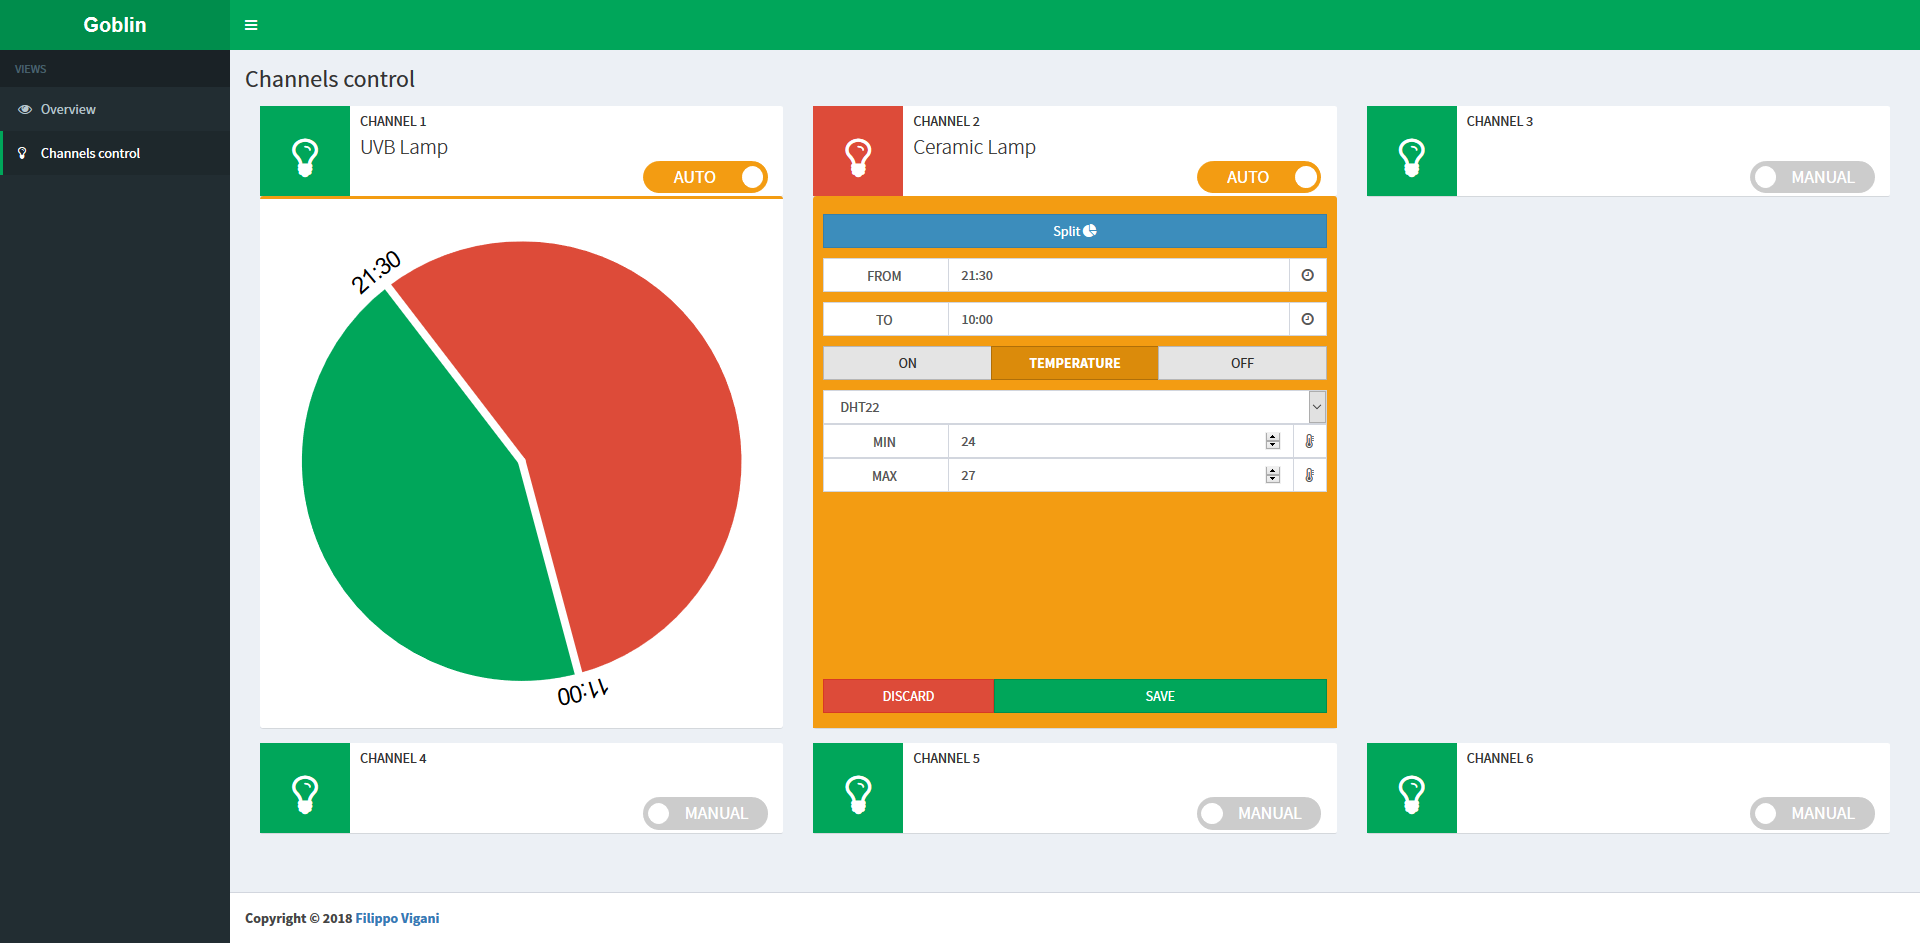 Goblin
VIEWS
Overview
Channels control
Channels control
CHANNEL 1
UVB Lamp
AUTO
21:30
11:00
CHANNEL 2
Ceramic Lamp
AUTO
Split
FROM 21:30
TO 10:00
ON TEMPERATURE OFF
DHT22
MIN 24
MAX 27
DISCARD SAVE
CHANNEL 3
MANUAL
CHANNEL 4
MANUAL
CHANNEL 5
MANUAL
CHANNEL 6
MANUAL
Copyright © 2018 Filippo Vigani